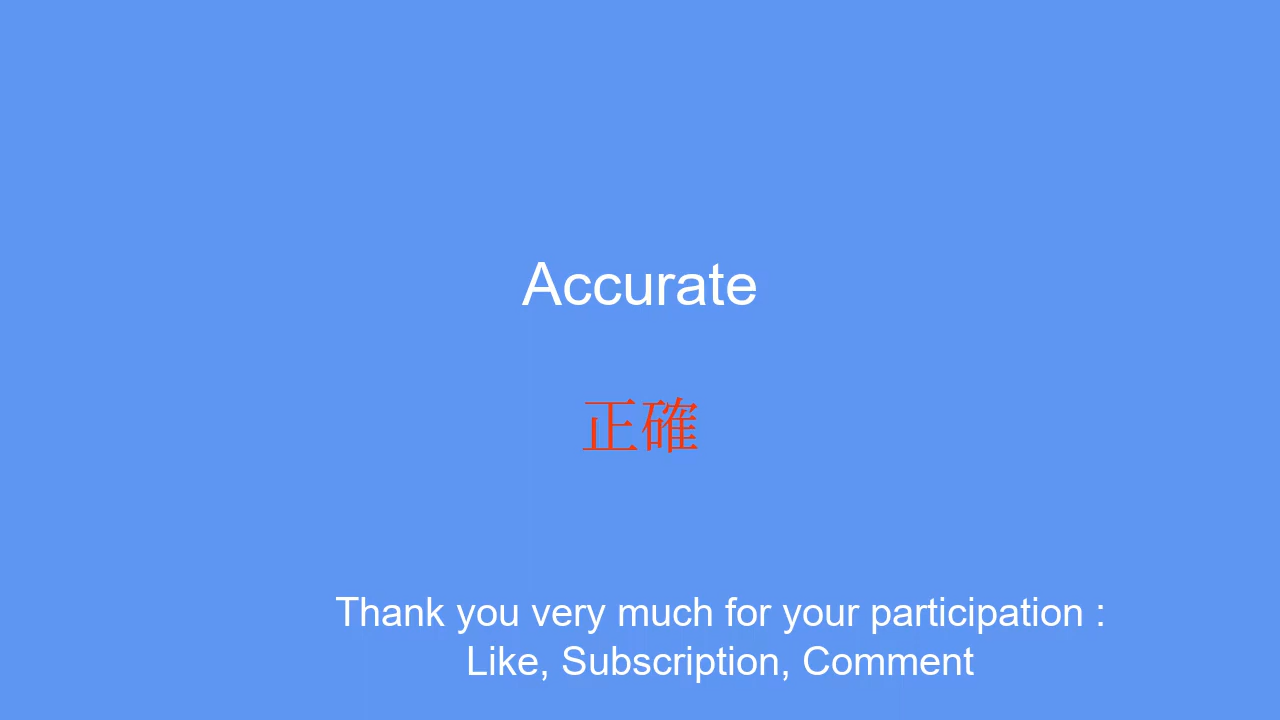 Accurate
正確
Thank you very much for your participation :
Like, Subscription, Comment